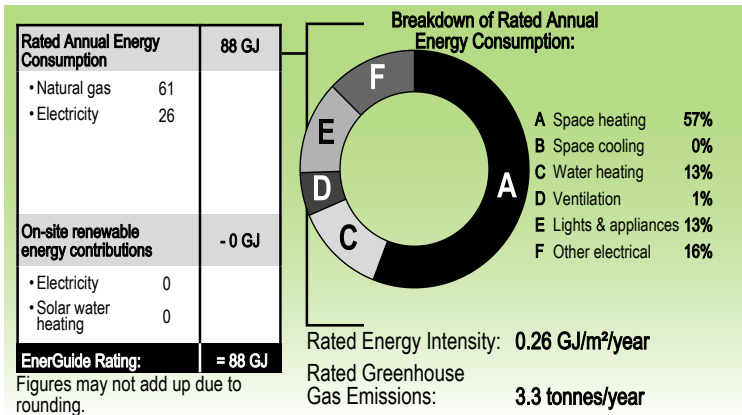 Rated Annual Energy
Consumption
88 GJ
• Natural gas 61
• Electricity 26
On-site renewable
energy contributions
- 0 GJ
• Electricity 0
• Solar water
heating 0
EnerGuide Rating: = 88 GJ
Figures may not add up due to
rounding.
Breakdown of Rated Annual
Energy Consumption:
A
B
C
D
E
F
A Space heating 57%
B Space cooling 0%
C Water heating 13%
D Ventilation 1%
E Lights & appliances 13%
F Other electrical 16%
Rated Energy Intensity: 0.26 GJ/m²/year
Rated Greenhouse
Gas Emissions: 3.3 tonnes/year